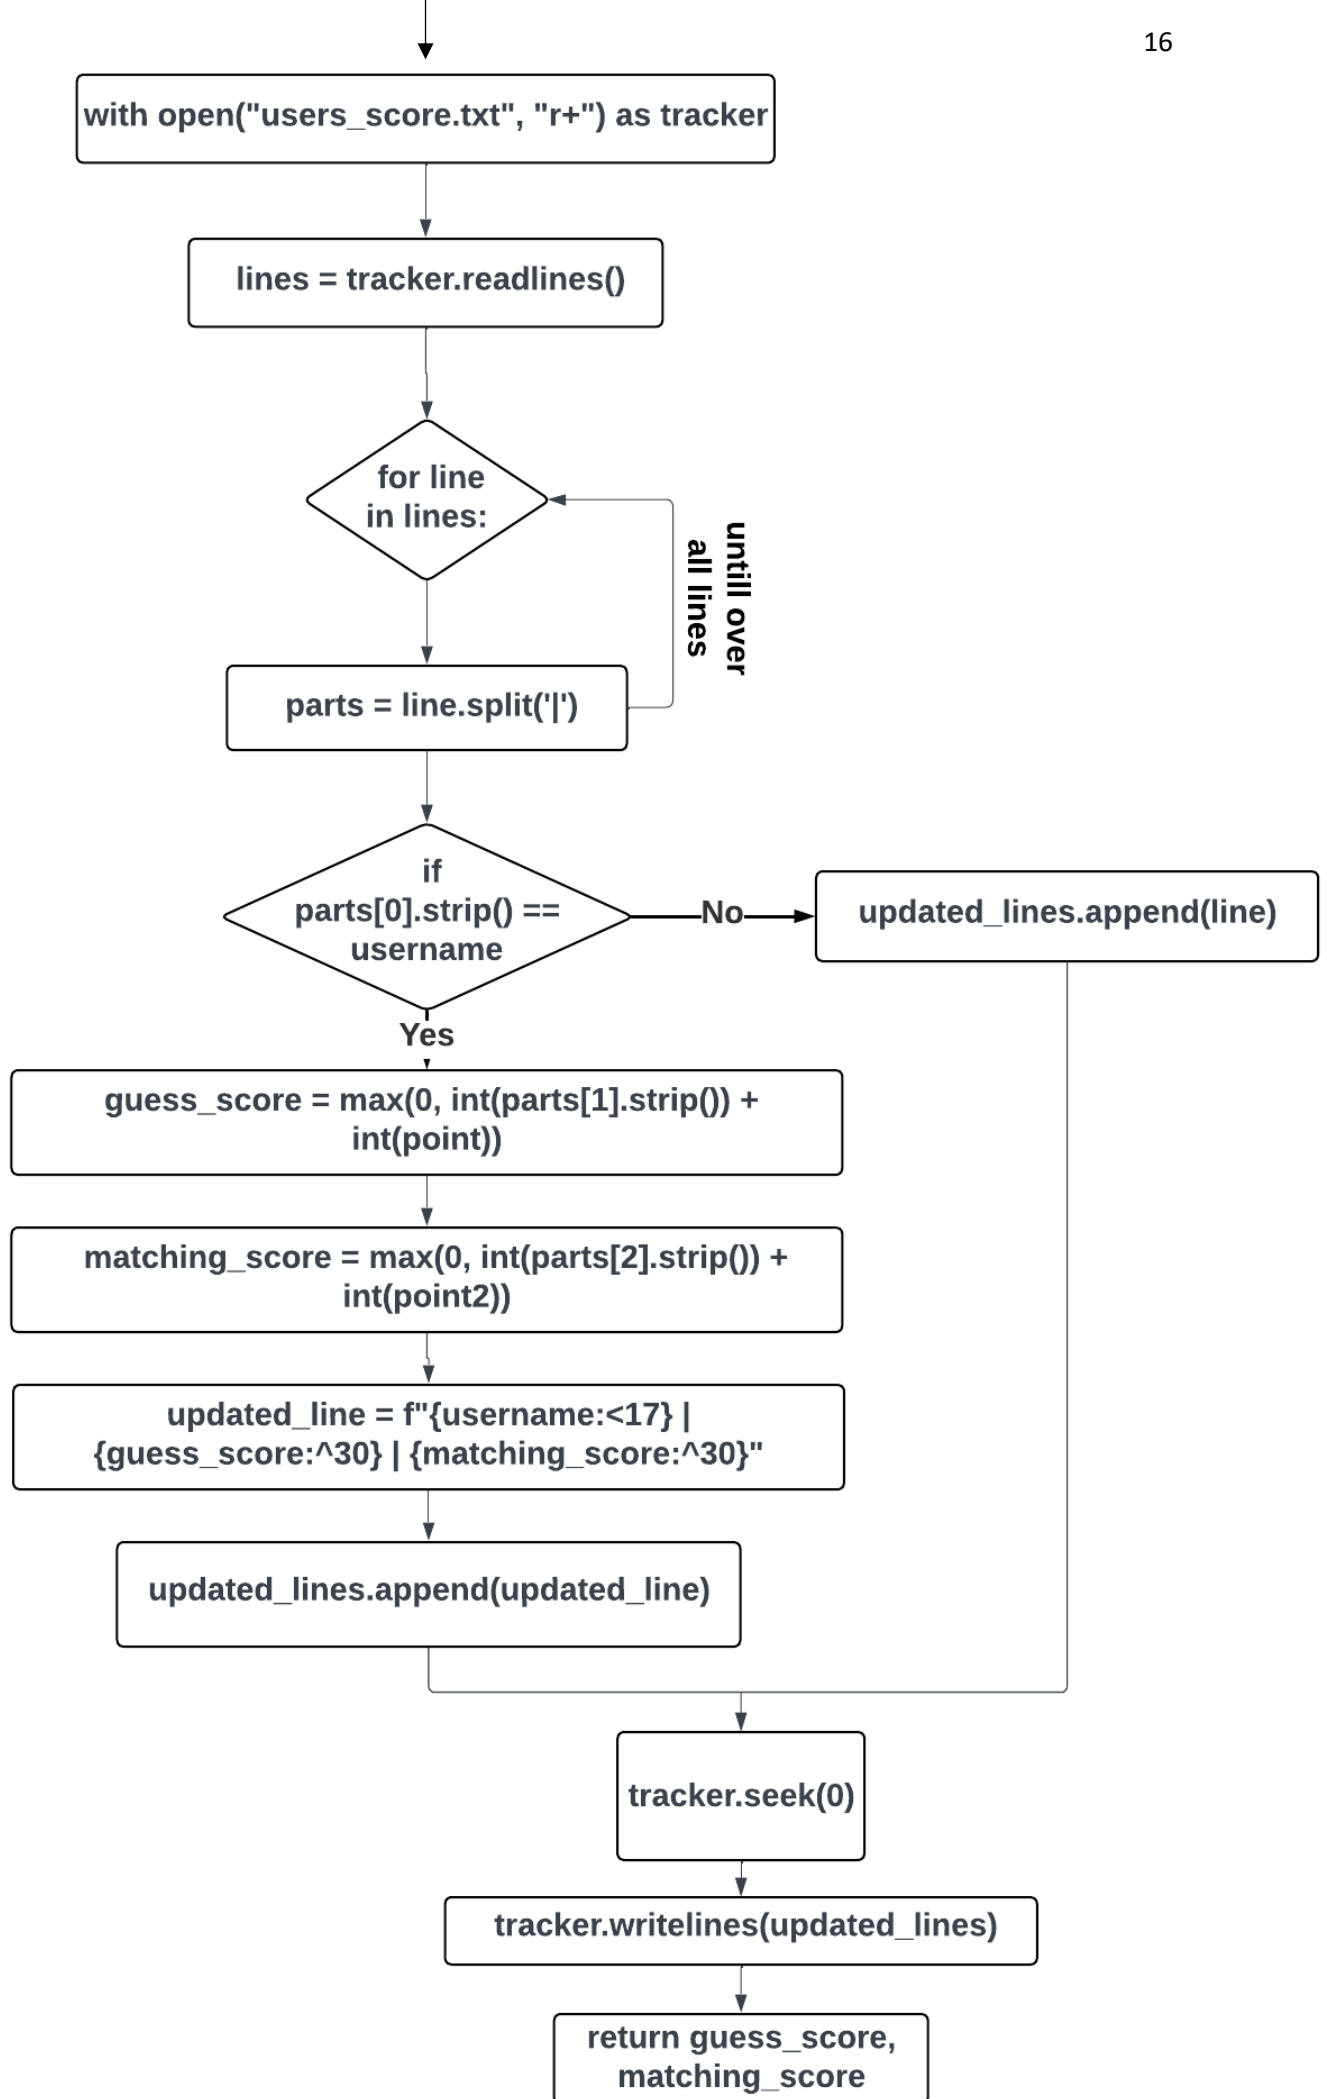 16
with open("users_score.txt", "r+") as tracker
lines = tracker.readlines()
for line
in lines:
untill over
all lines
parts = line.split('|')
if
parts[0].strip() ==
username
No
updated_lines.append(line)
Yes
guess_score = max(0, int(parts[1].strip()) +
int(point))
matching_score = max(0, int(parts[2].strip()) +
int(point2))
updated_line = f"{username:<17} |
{guess_score:^30} | {matching_score:^30}"
updated_lines.append(updated_line)
tracker.seek(0)
tracker.writelines(updated_lines)
return guess_score,
matching_score